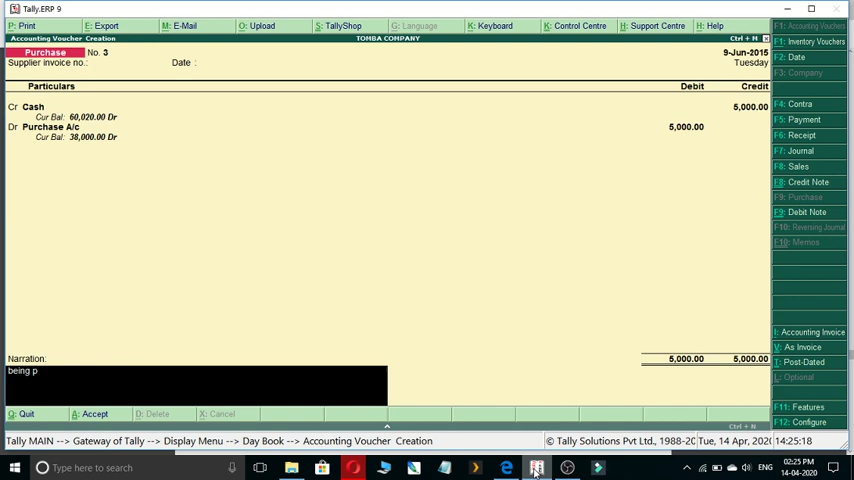 Tally.ERP 9
P: Print E: Export M: E-Mail O: Upload S: TallyShop G: Language K: Keyboard K: Control Centre H: Support Centre H: Help F1: Accounting Vouchers
Accounting Voucher Creation TOMBA COMPANY Ctrl + N F1: Inventory Vouchers
Purchase No. 3 9-Jun-2015
Supplier invoice no.: Date : Tuesday
F2: Date
F3: Company
Particulars Debit Credit
Cr Cash 5,000.00
Cur Bal: 60,020.00 Dr
Dr Purchase A/c 5,000.00
Cur Bal: 38,000.00 Dr
F4: Contra
F5: Payment
F6: Receipt
F7: Journal
F8: Sales
F8: Credit Note
F9: Purchase
F9: Debit Note
F10: Reversing Journal
F10: Memos
I: Accounting Invoice
V: As Invoice
T: Post-Dated
L: Optional
Narration: 5,000.00 5,000.00
being p
F11: Features
F12: Configure
Q: Quit A: Accept D: Delete X: Cancel
Ctrl + N
Tally MAIN --> Gateway of Tally --> Display Menu --> Day Book --> Accounting Voucher Creation © Tally Solutions Pvt Ltd., 1988-20 Tue, 14 Apr, 2020 14:25:18
Type here to search ENG 02:25 PM
14-04-2020